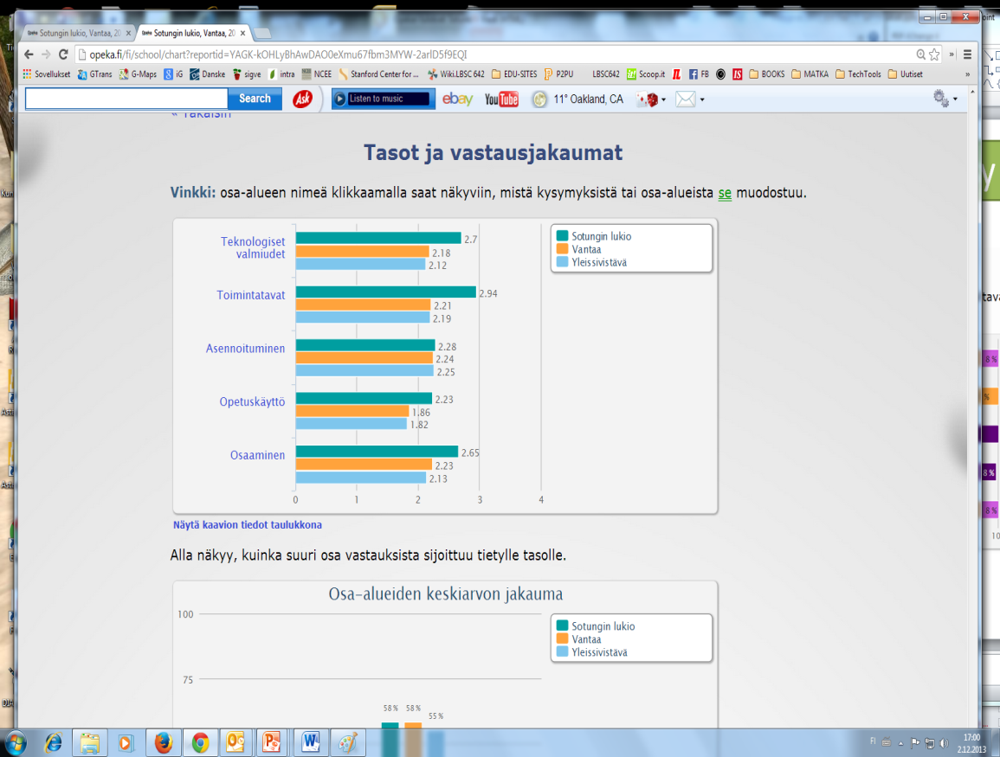 Sotungin lukio, Vantaa, 20 × Sotungin lukio, Vantaa, 20 ×
opeka.fi/fi/school/chart?reportid=YAGK-kOHLyBhAwDAO0eXmu67fbm3MYW-2arlD5f9EQI
Sovellukset GTrans G-Maps iG Danske sigve intra NCEE Stanford Center for ... Wiki.LBSC 642 EDU-SITES P2PU LBSC642 Scoop.it FB BOOKS MATKA TechTools Uutiset »
Search Ask Listen to music ebay YouTube 11° Oakland, CA
« Takaisin
Tasot ja vastausjakaumat
Vinkki: osa-alueen nimeä klikkaamalla saat näkyviin, mistä kysymyksistä tai osa-alueista se muodostuu.
Sotungin lukio
Vantaa
Yleissivistävä
Teknologiset
valmiudet
2.7
2.18
2.12
Toimintatavat
2.94
2.21
2.19
Asennoituminen
2.28
2.24
2.25
Opetuskäyttö
2.23
1.86
1.82
Osaaminen
2.65
2.23
2.13
0 1 2 3 4
Näytä kaavion tiedot taulukkona
Alla näkyy, kuinka suuri osa vastauksista sijoittuu tietylle tasolle.
Osa-alueiden keskiarvon jakauma
100
Sotungin lukio
Vantaa
Yleissivistävä
75
58 % 58 % 55 %
FI 17:00
2.12.2013
8 %
%
8 %
8 %